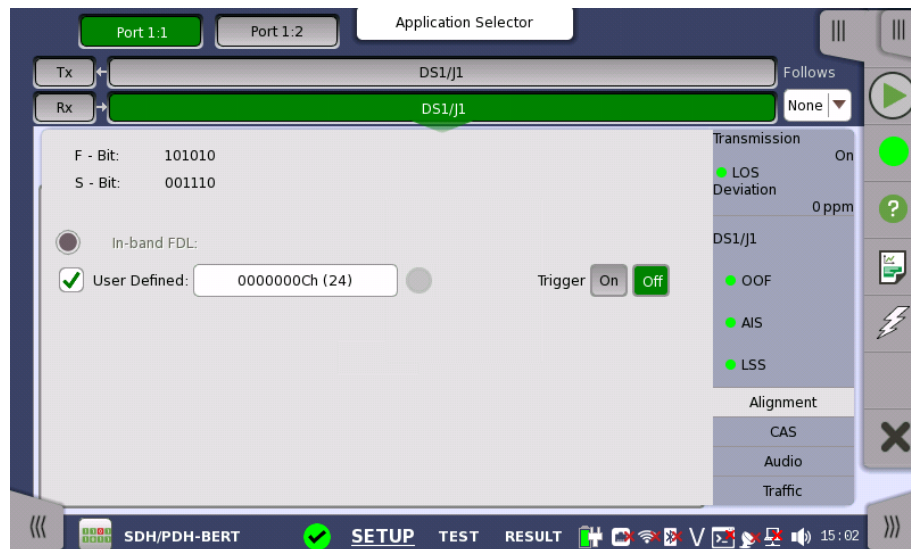 Port 1:1
Port 1:2
Application Selector
Tx
DS1/J1
Follows
Rx
DS1/J1
None
F - Bit: 101010
S - Bit: 001110
In-band FDL:
User Defined: 0000000Ch (24)
Trigger On Off
Transmission
On
LOS
Deviation
0 ppm
DS1/J1
OOF
AIS
LSS
Alignment
CAS
Audio
Traffic
SDH/PDH-BERT
SETUP
TEST
RESULT
15:02